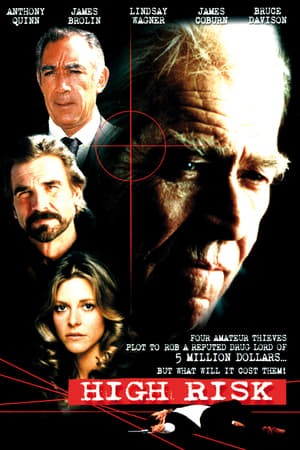 ANTHONY QUINN JAMES BROLIN LINDSAY WAGNER JAMES COBURN BRUCE DAVISON
FOUR AMATEUR THIEVES
PLOT TO ROB A REPUTED DRUG LORD OF
5 MILLION DOLLARS...
BUT WHAT WILL IT COST THEM!
HIGH RISK